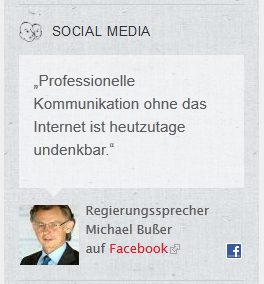 SOCIAL MEDIA
„Professionelle
Kommunikation ohne das
Internet ist heutzutage
undenkbar.“
Regierungssprecher
Michael Bußer
auf Facebook
f